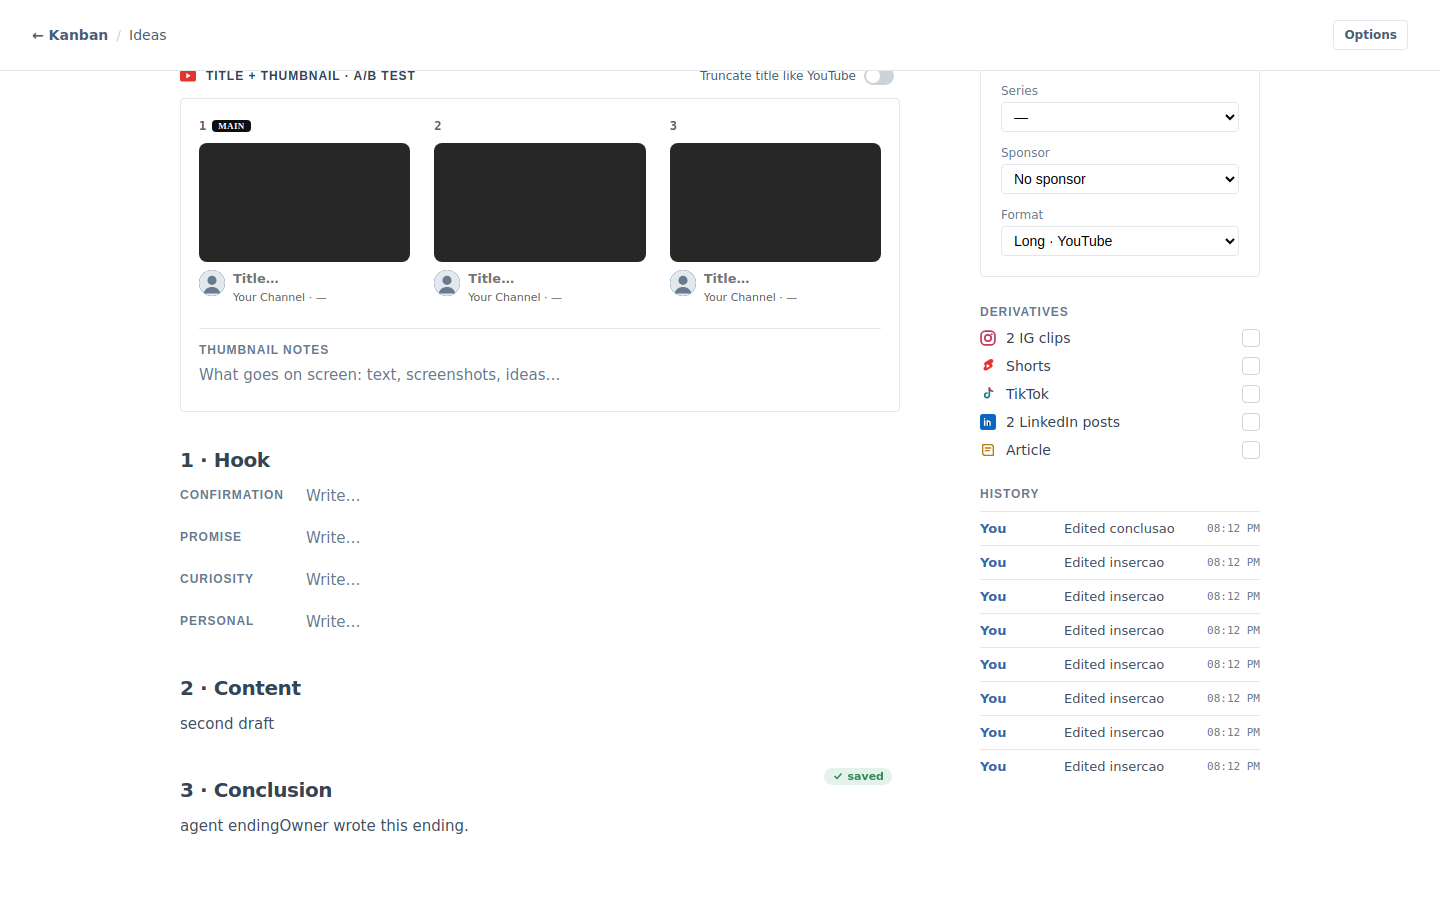 ← Kanban / Ideas
Options
TITLE + THUMBNAIL · A/B TEST
Truncate title like YouTube
1 MAIN
2
3
Title...
Your Channel · —
Title...
Your Channel · —
Title...
Your Channel · —
THUMBNAIL NOTES
What goes on screen: text, screenshots, ideas...
1 · Hook
CONFIRMATION Write...
PROMISE Write...
CURIOSITY Write...
PERSONAL Write...
2 · Content
second draft
saved
3 · Conclusion
agent endingOwner wrote this ending.
Series
—
Sponsor
No sponsor
Format
Long · YouTube
DERIVATIVES
2 IG clips
Shorts
TikTok
in 2 LinkedIn posts
Article
HISTORY
You Edited conclusao 08:12 PM
You Edited insercao 08:12 PM
You Edited insercao 08:12 PM
You Edited insercao 08:12 PM
You Edited insercao 08:12 PM
You Edited insercao 08:12 PM
You Edited insercao 08:12 PM
You Edited insercao 08:12 PM